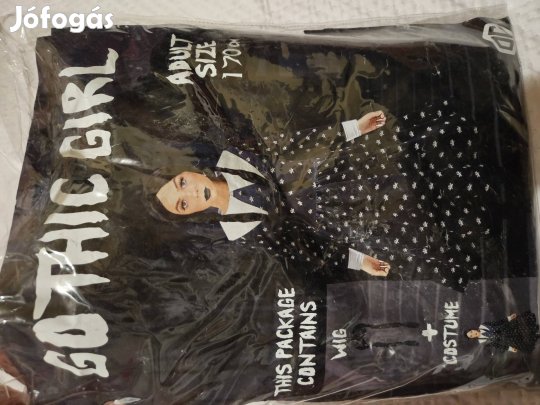 Jófogás
GOTHIC GIRL
ADULT
SIZE
170cm
THIS PACKAGE
CONTAINS
WIG
+
COSTUME